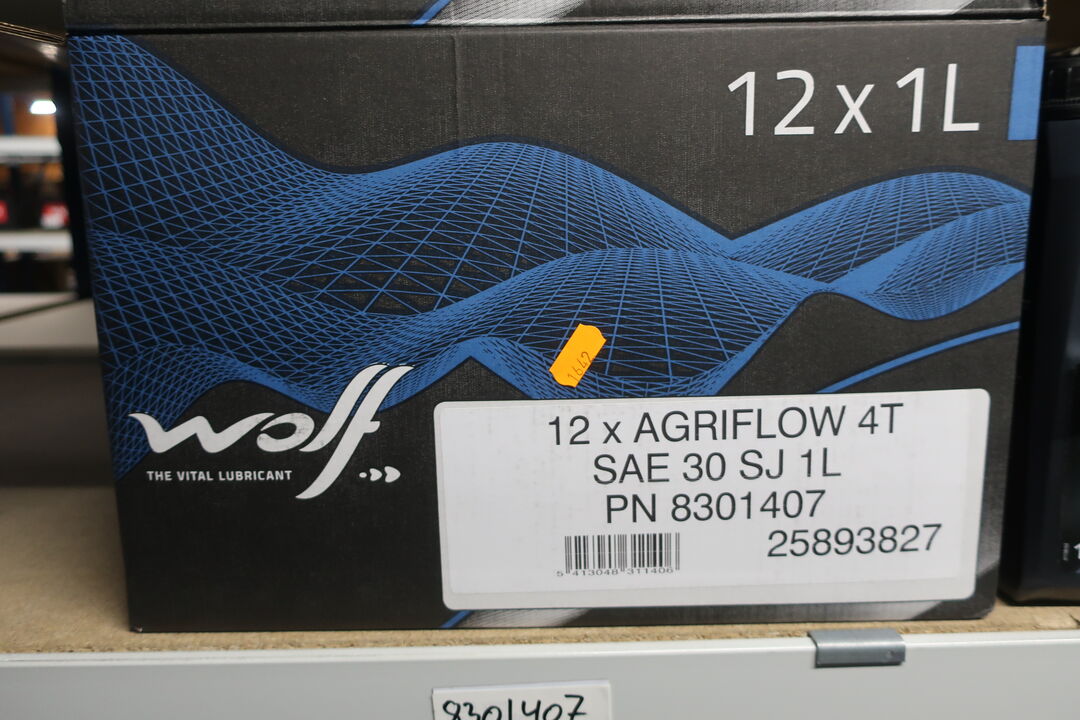 12 x 1L
wolf
THE VITAL LUBRICANT
1642
12 x AGRIFLOW 4T
SAE 30 SJ 1L
PN 8301407
25893827
5 413048 311406
8301407